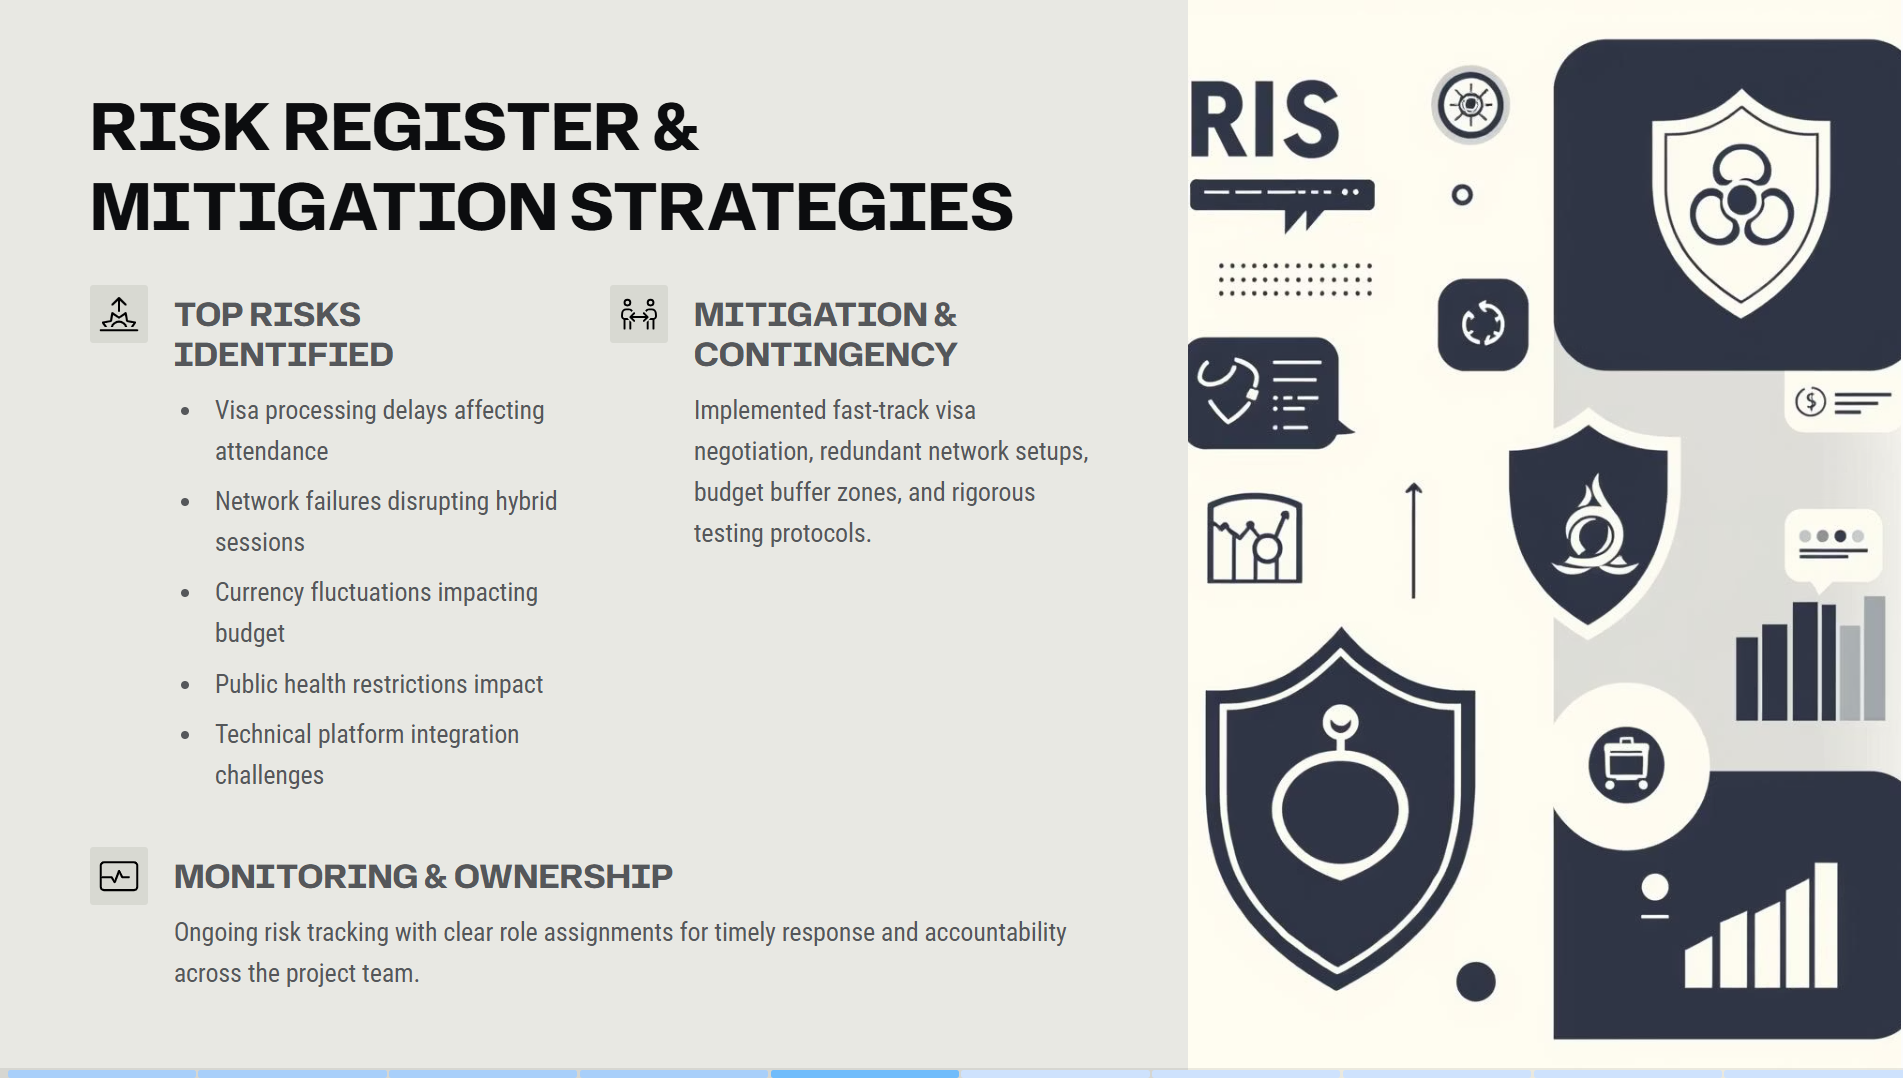 RISK REGISTER &
MITIGATION STRATEGIES
TOP RISKS
IDENTIFIED
• Visa processing delays affecting
attendance
• Network failures disrupting hybrid
sessions
• Currency fluctuations impacting
budget
• Public health restrictions impact
• Technical platform integration
challenges
MITIGATION &
CONTINGENCY
Implemented fast-track visa
negotiation, redundant network setups,
budget buffer zones, and rigorous
testing protocols.
MONITORING & OWNERSHIP
Ongoing risk tracking with clear role assignments for timely response and accountability
across the project team.
RIS
$